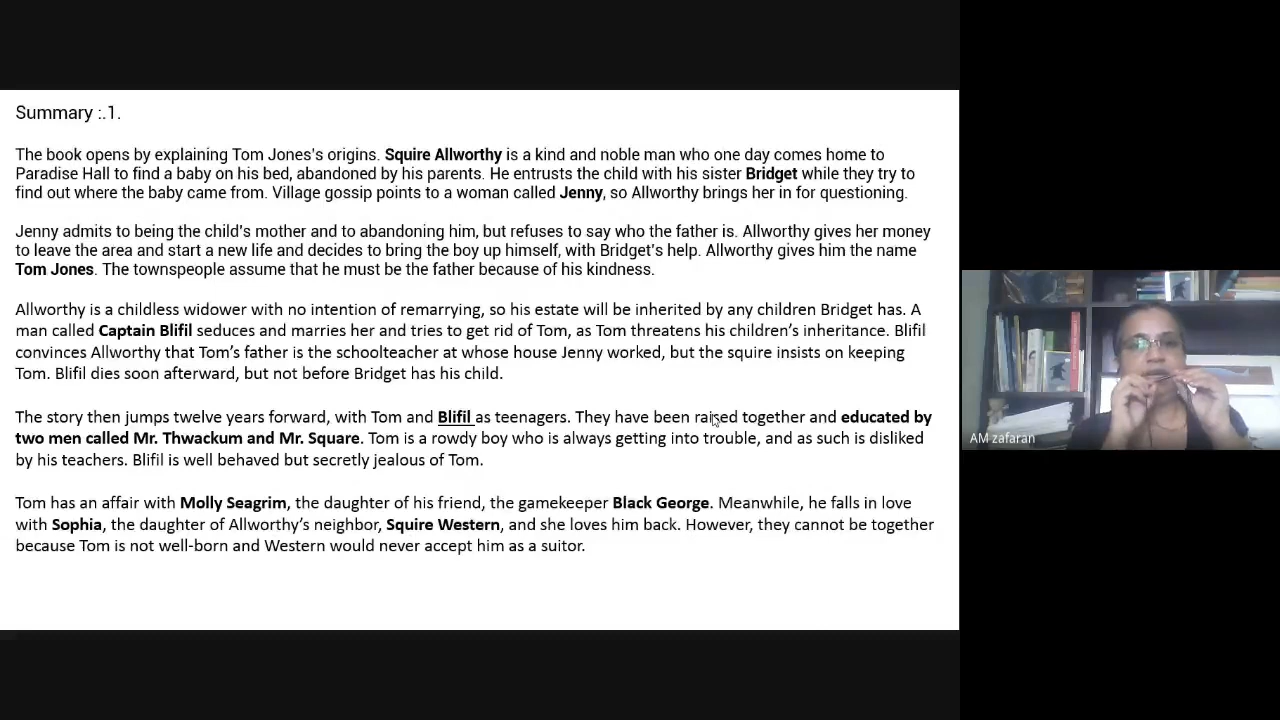 Summary :.1.
The book opens by explaining Tom Jones's origins. Squire Allworthy is a kind and noble man who one day comes home to
Paradise Hall to find a baby on his bed, abandoned by his parents. He entrusts the child with his sister Bridget while they try to
find out where the baby came from. Village gossip points to a woman called Jenny, so Allworthy brings her in for questioning.
Jenny admits to being the child's mother and to abandoning him, but refuses to say who the father is. Allworthy gives her money
to leave the area and start a new life and decides to bring the boy up himself, with Bridget's help. Allworthy gives him the name
Tom Jones. The townspeople assume that he must be the father because of his kindness.
Allworthy is a childless widower with no intention of remarrying, so his estate will be inherited by any children Bridget has. A
man called Captain Blifil seduces and marries her and tries to get rid of Tom, as Tom threatens his children’s inheritance. Blifil
convinces Allworthy that Tom’s father is the schoolteacher at whose house Jenny worked, but the squire insists on keeping
Tom. Blifil dies soon afterward, but not before Bridget has his child.
The story then jumps twelve years forward, with Tom and Blifil as teenagers. They have been raised together and educated by
two men called Mr. Thwackum and Mr. Square. Tom is a rowdy boy who is always getting into trouble, and as such is disliked
by his teachers. Blifil is well behaved but secretly jealous of Tom.
Tom has an affair with Molly Seagrim, the daughter of his friend, the gamekeeper Black George. Meanwhile, he falls in love
with Sophia, the daughter of Allworthy’s neighbor, Squire Western, and she loves him back. However, they cannot be together
because Tom is not well-born and Western would never accept him as a suitor.
AM zafaran